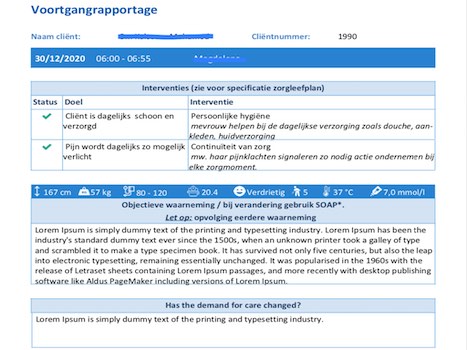 Voortgangrapportage
Naam cliënt: Cliëntnummer: 1990
30/12/2020 06:00 - 06:55
Interventies (zie voor specificatie zorgleefplan)
Status Doel Interventie
Cliënt is dagelijks schoon en Persoonlijke hygiëne
verzorgd mevrouw helpen bij de dagelijkse verzorging zoals douche, aan-
kleden, huidverzorging
Pijn wordt dagelijks zo mogelijk Continuïteit van zorg
verlicht mw. haar pijnklachten signaleren zo nodig actie ondernemen bij
elke zorgmoment.
167 cm 57 kg 80 - 120 20.4 Verdrietig 5 37 °C 7,0 mmol/l
Objectieve waarneming / bij verandering gebruik SOAP*.
Let op: opvolging eerdere waarneming
Lorem Ipsum is simply dummy text of the printing and typesetting industry. Lorem Ipsum has been the
industry's standard dummy text ever since the 1500s, when an unknown printer took a galley of type
and scrambled it to make a type specimen book. It has survived not only five centuries, but also the leap
into electronic typesetting, remaining essentially unchanged. It was popularised in the 1960s with the
release of Letraset sheets containing Lorem Ipsum passages, and more recently with desktop publishing
software like Aldus PageMaker including versions of Lorem Ipsum.
Has the demand for care changed?
Lorem Ipsum is simply dummy text of the printing and typesetting industry.